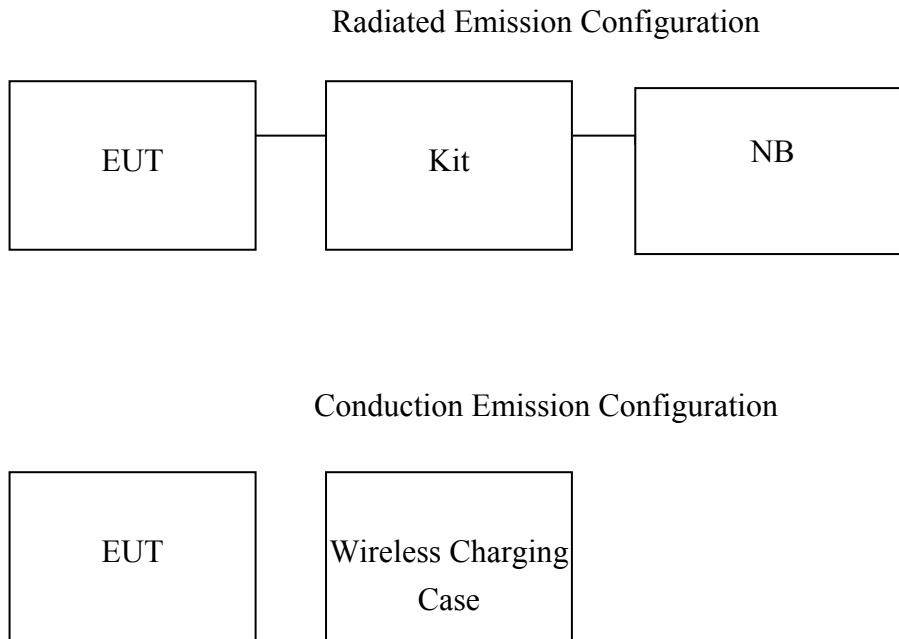 Radiated Emission Configuration
EUT
Kit
NB
Conduction Emission Configuration
EUT
Wireless Charging
Case